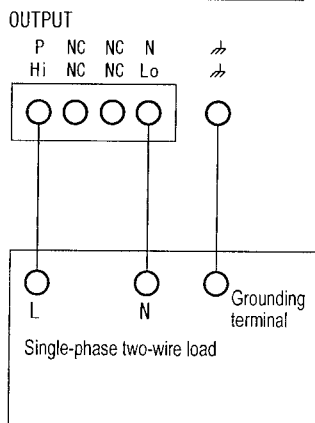 OUTPUT
P NC NC N
Hi NC NC Lo
L N Grounding
terminal
Single-phase two-wire load